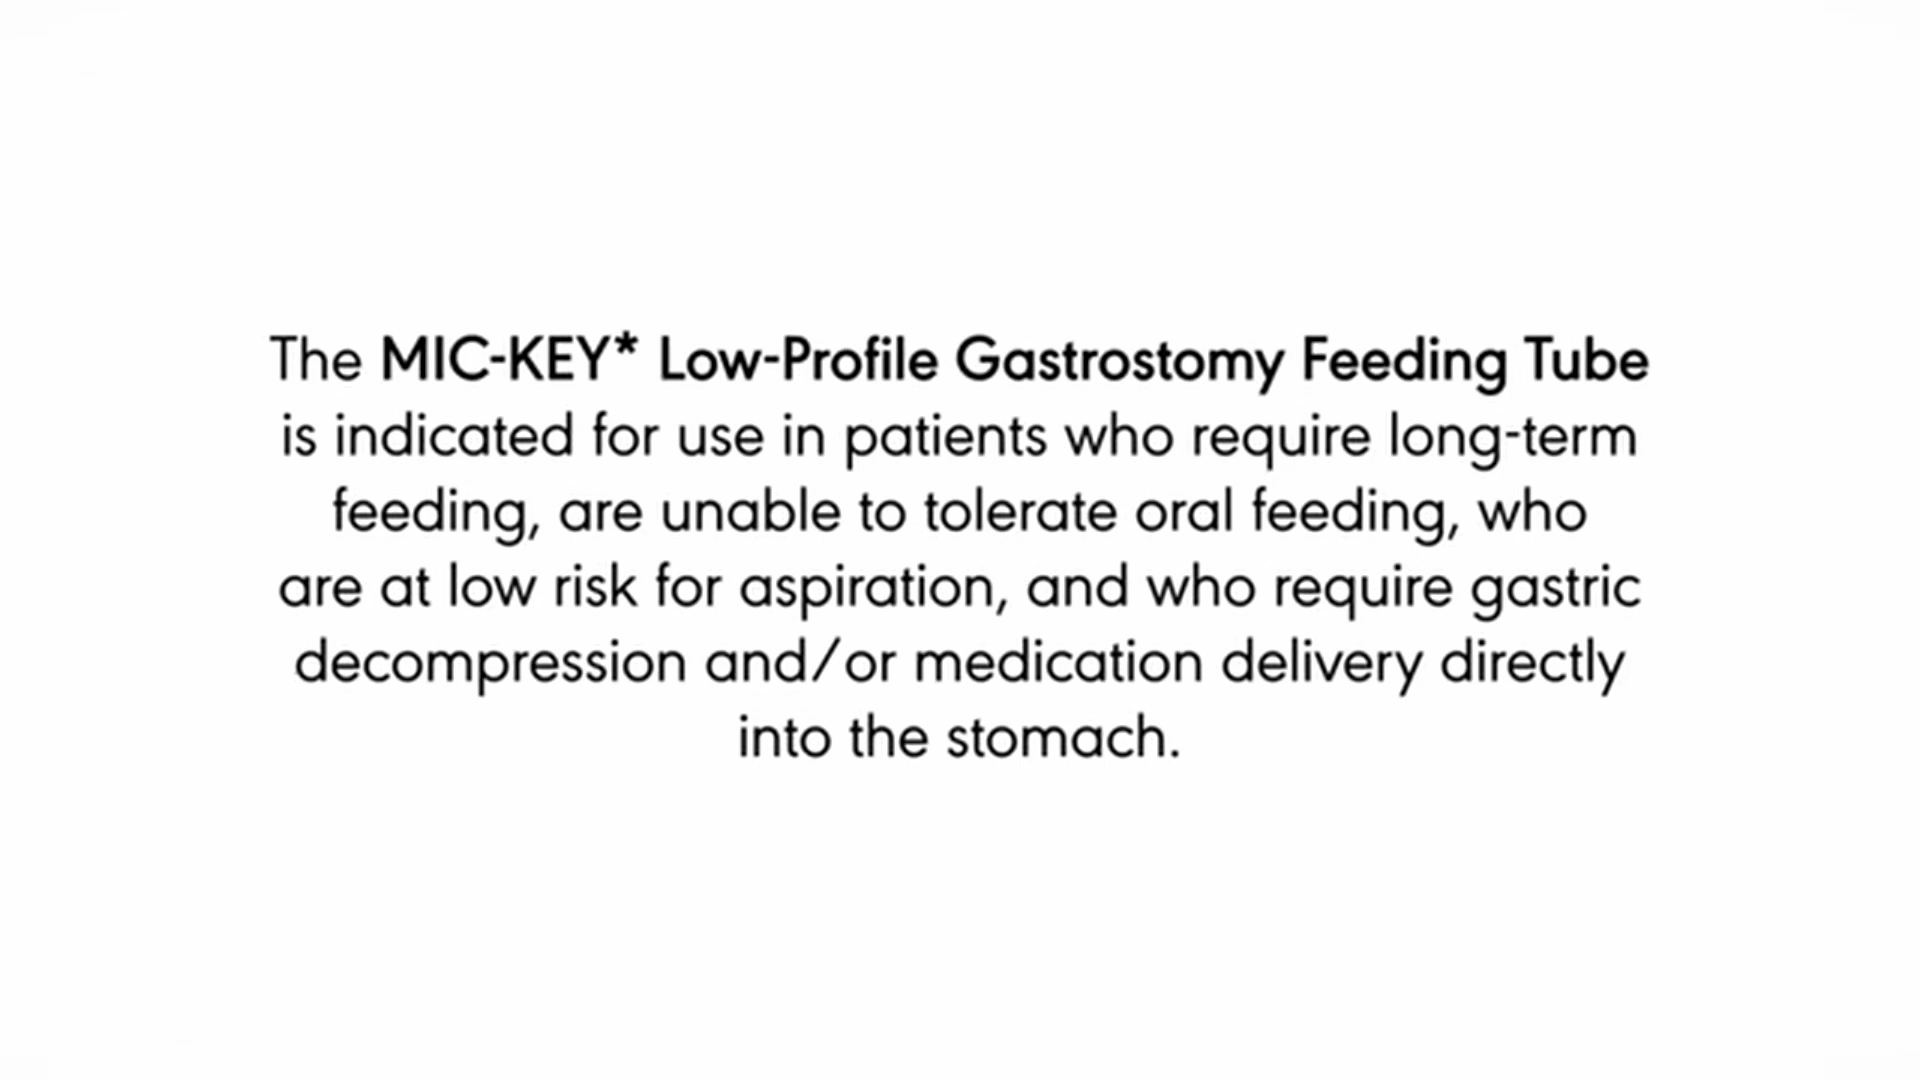 The MIC-KEY* Low-Profile Gastrostomy Feeding Tube
is indicated for use in patients who require long-term
feeding, are unable to tolerate oral feeding, who
are at low risk for aspiration, and who require gastric
decompression and/or medication delivery directly
into the stomach.